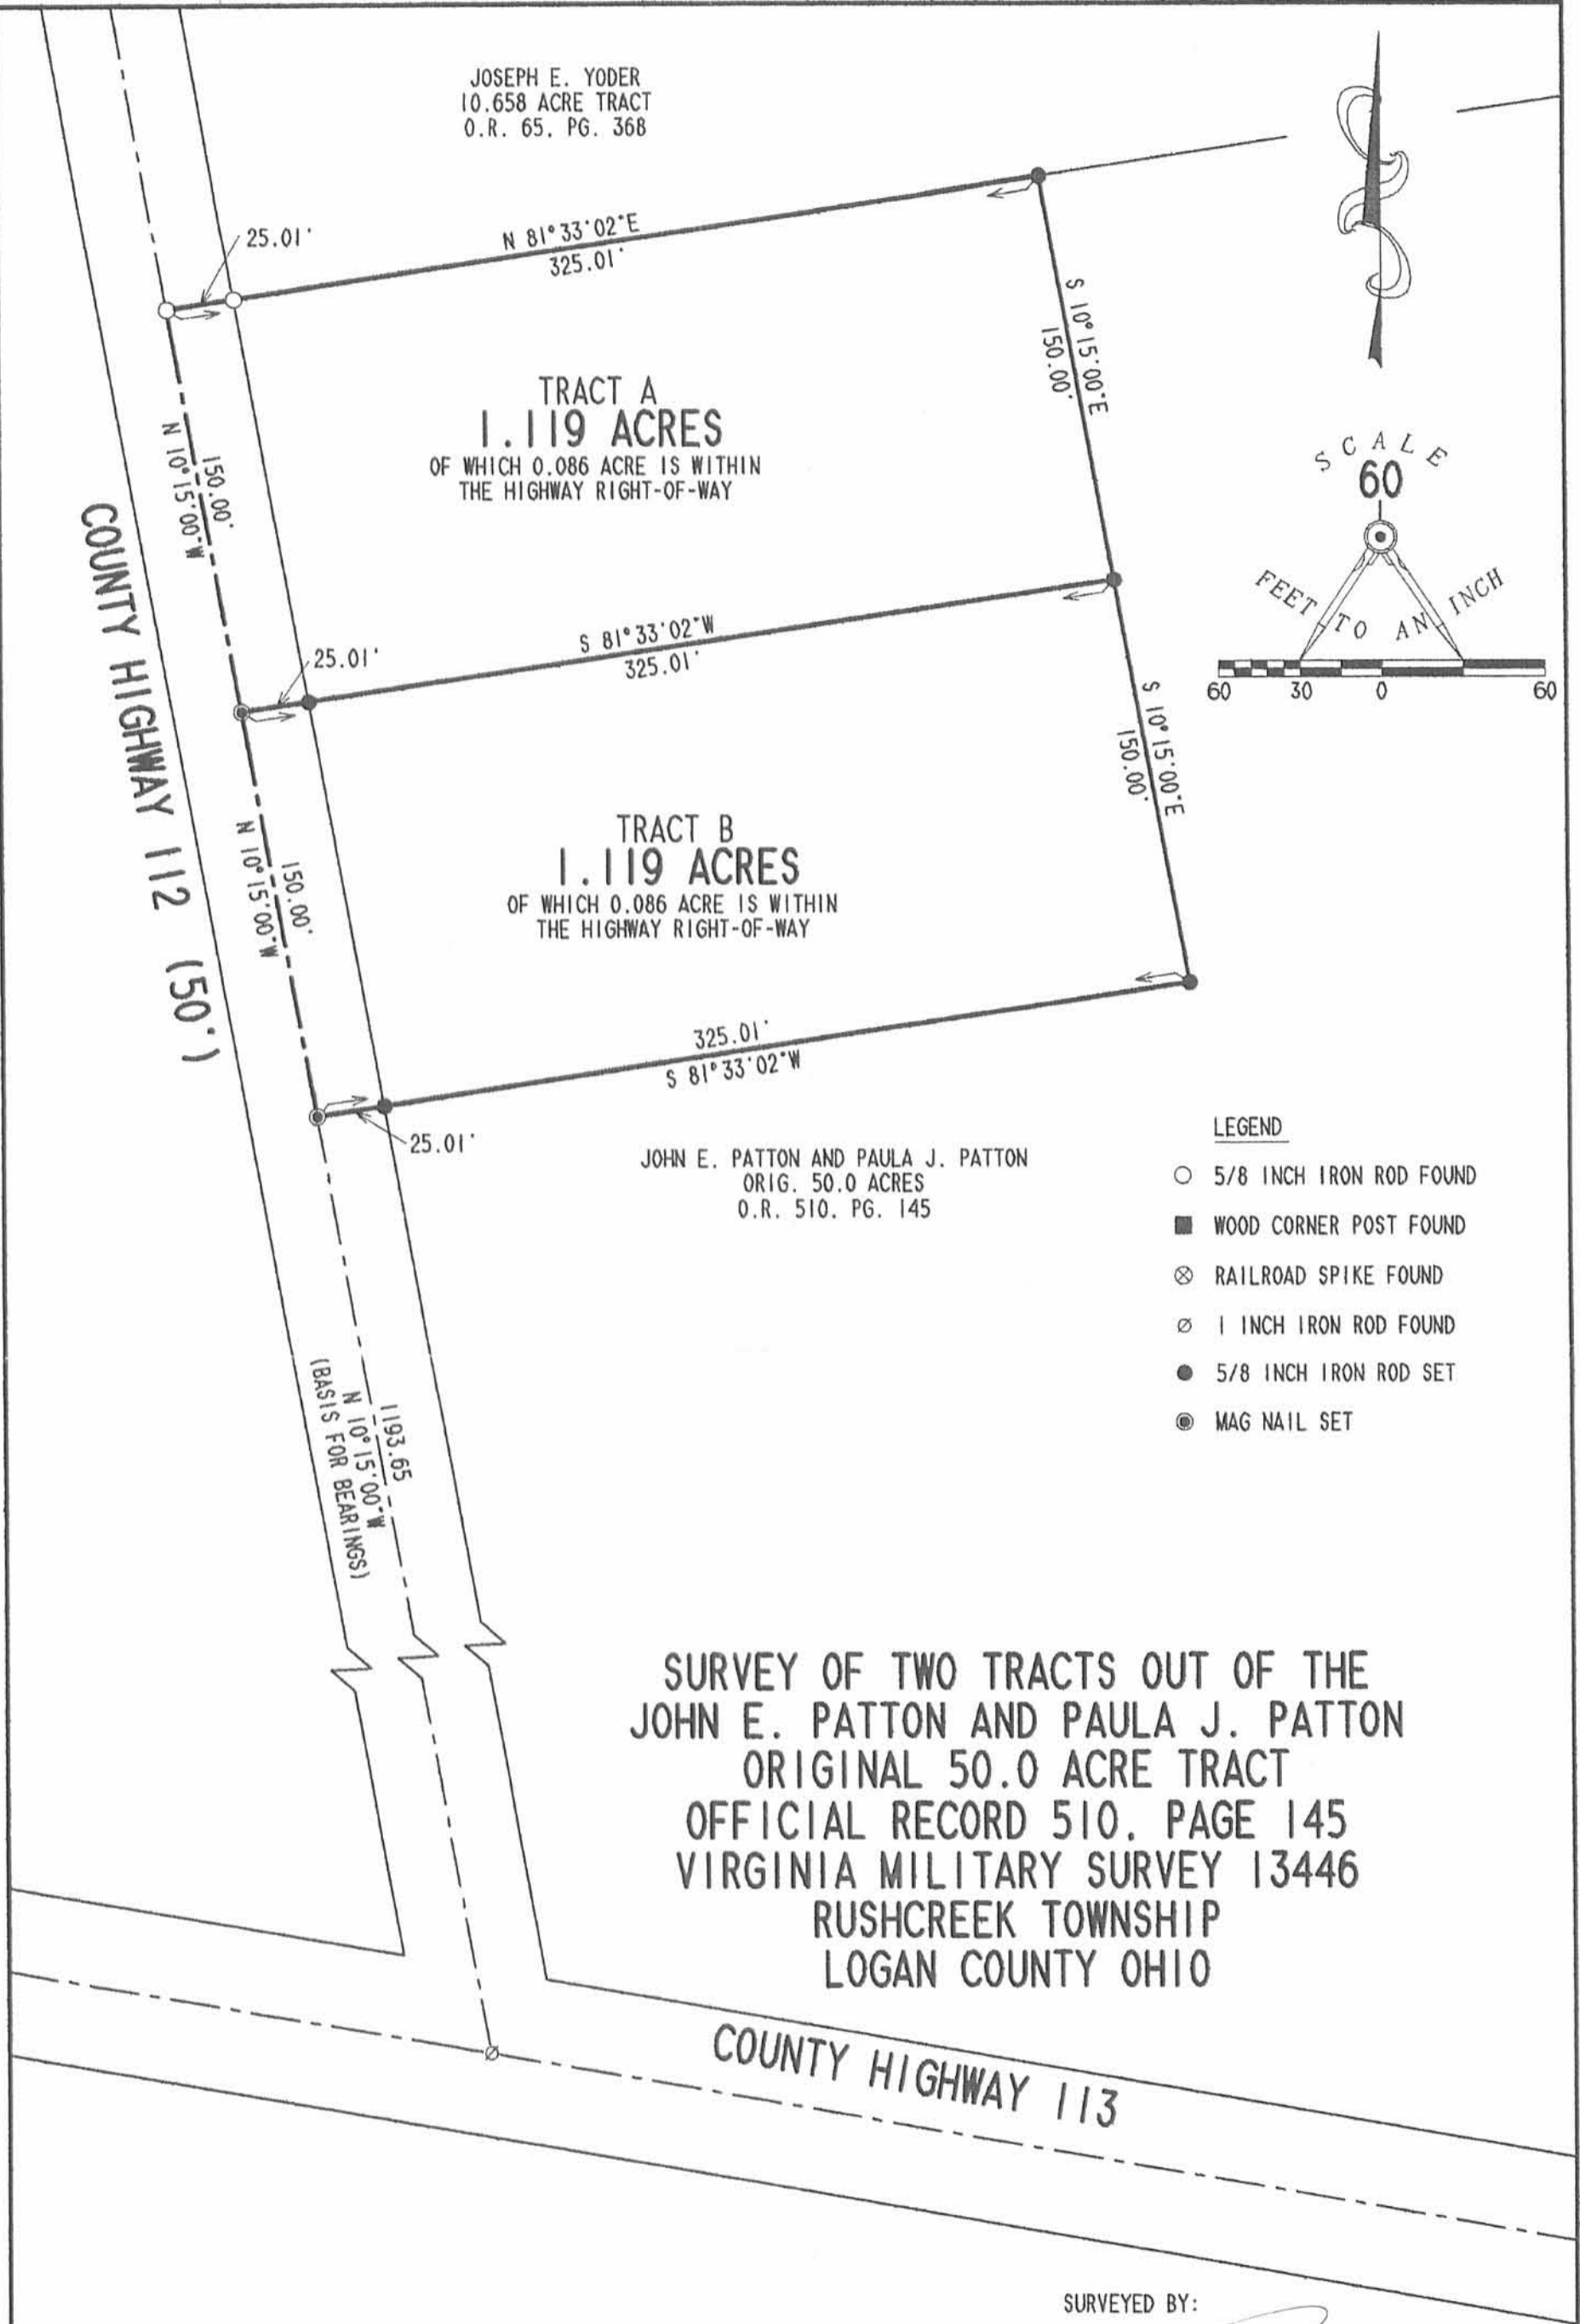 JOSEPH E. YODER
10.658 ACRE TRACT
O.R. 65. PG. 368
25.01'
N 81°33'02"E
325.01'
S 10°15'00"E
150.00'
TRACT A
1.119 ACRES
OF WHICH 0.086 ACRE IS WITHIN
THE HIGHWAY RIGHT-OF-WAY
150.00'
N 10°15'00"W
SCALE
60
FEET TO AN INCH
60 30 0 60
COUNTY HIGHWAY 112 (50')
25.01'
S 81°33'02"W
325.01'
S 10°15'00"E
150.00'
TRACT B
1.119 ACRES
OF WHICH 0.086 ACRE IS WITHIN
THE HIGHWAY RIGHT-OF-WAY
150.00'
N 10°15'00"W
325.01'
S 81°33'02"W
25.01'
JOHN E. PATTON AND PAULA J. PATTON
ORIG. 50.0 ACRES
O.R. 510. PG. 145
LEGEND
5/8 INCH IRON ROD FOUND
WOOD CORNER POST FOUND
RAILROAD SPIKE FOUND
1 INCH IRON ROD FOUND
5/8 INCH IRON ROD SET
MAG NAIL SET
1193.65
N 10°15'00"W
(BASIS FOR BEARINGS)
SURVEY OF TWO TRACTS OUT OF THE
JOHN E. PATTON AND PAULA J. PATTON
ORIGINAL 50.0 ACRE TRACT
OFFICIAL RECORD 510. PAGE 145
VIRGINIA MILITARY SURVEY 13446
RUSHCREEK TOWNSHIP
LOGAN COUNTY OHIO
COUNTY HIGHWAY 113
SURVEYED BY: